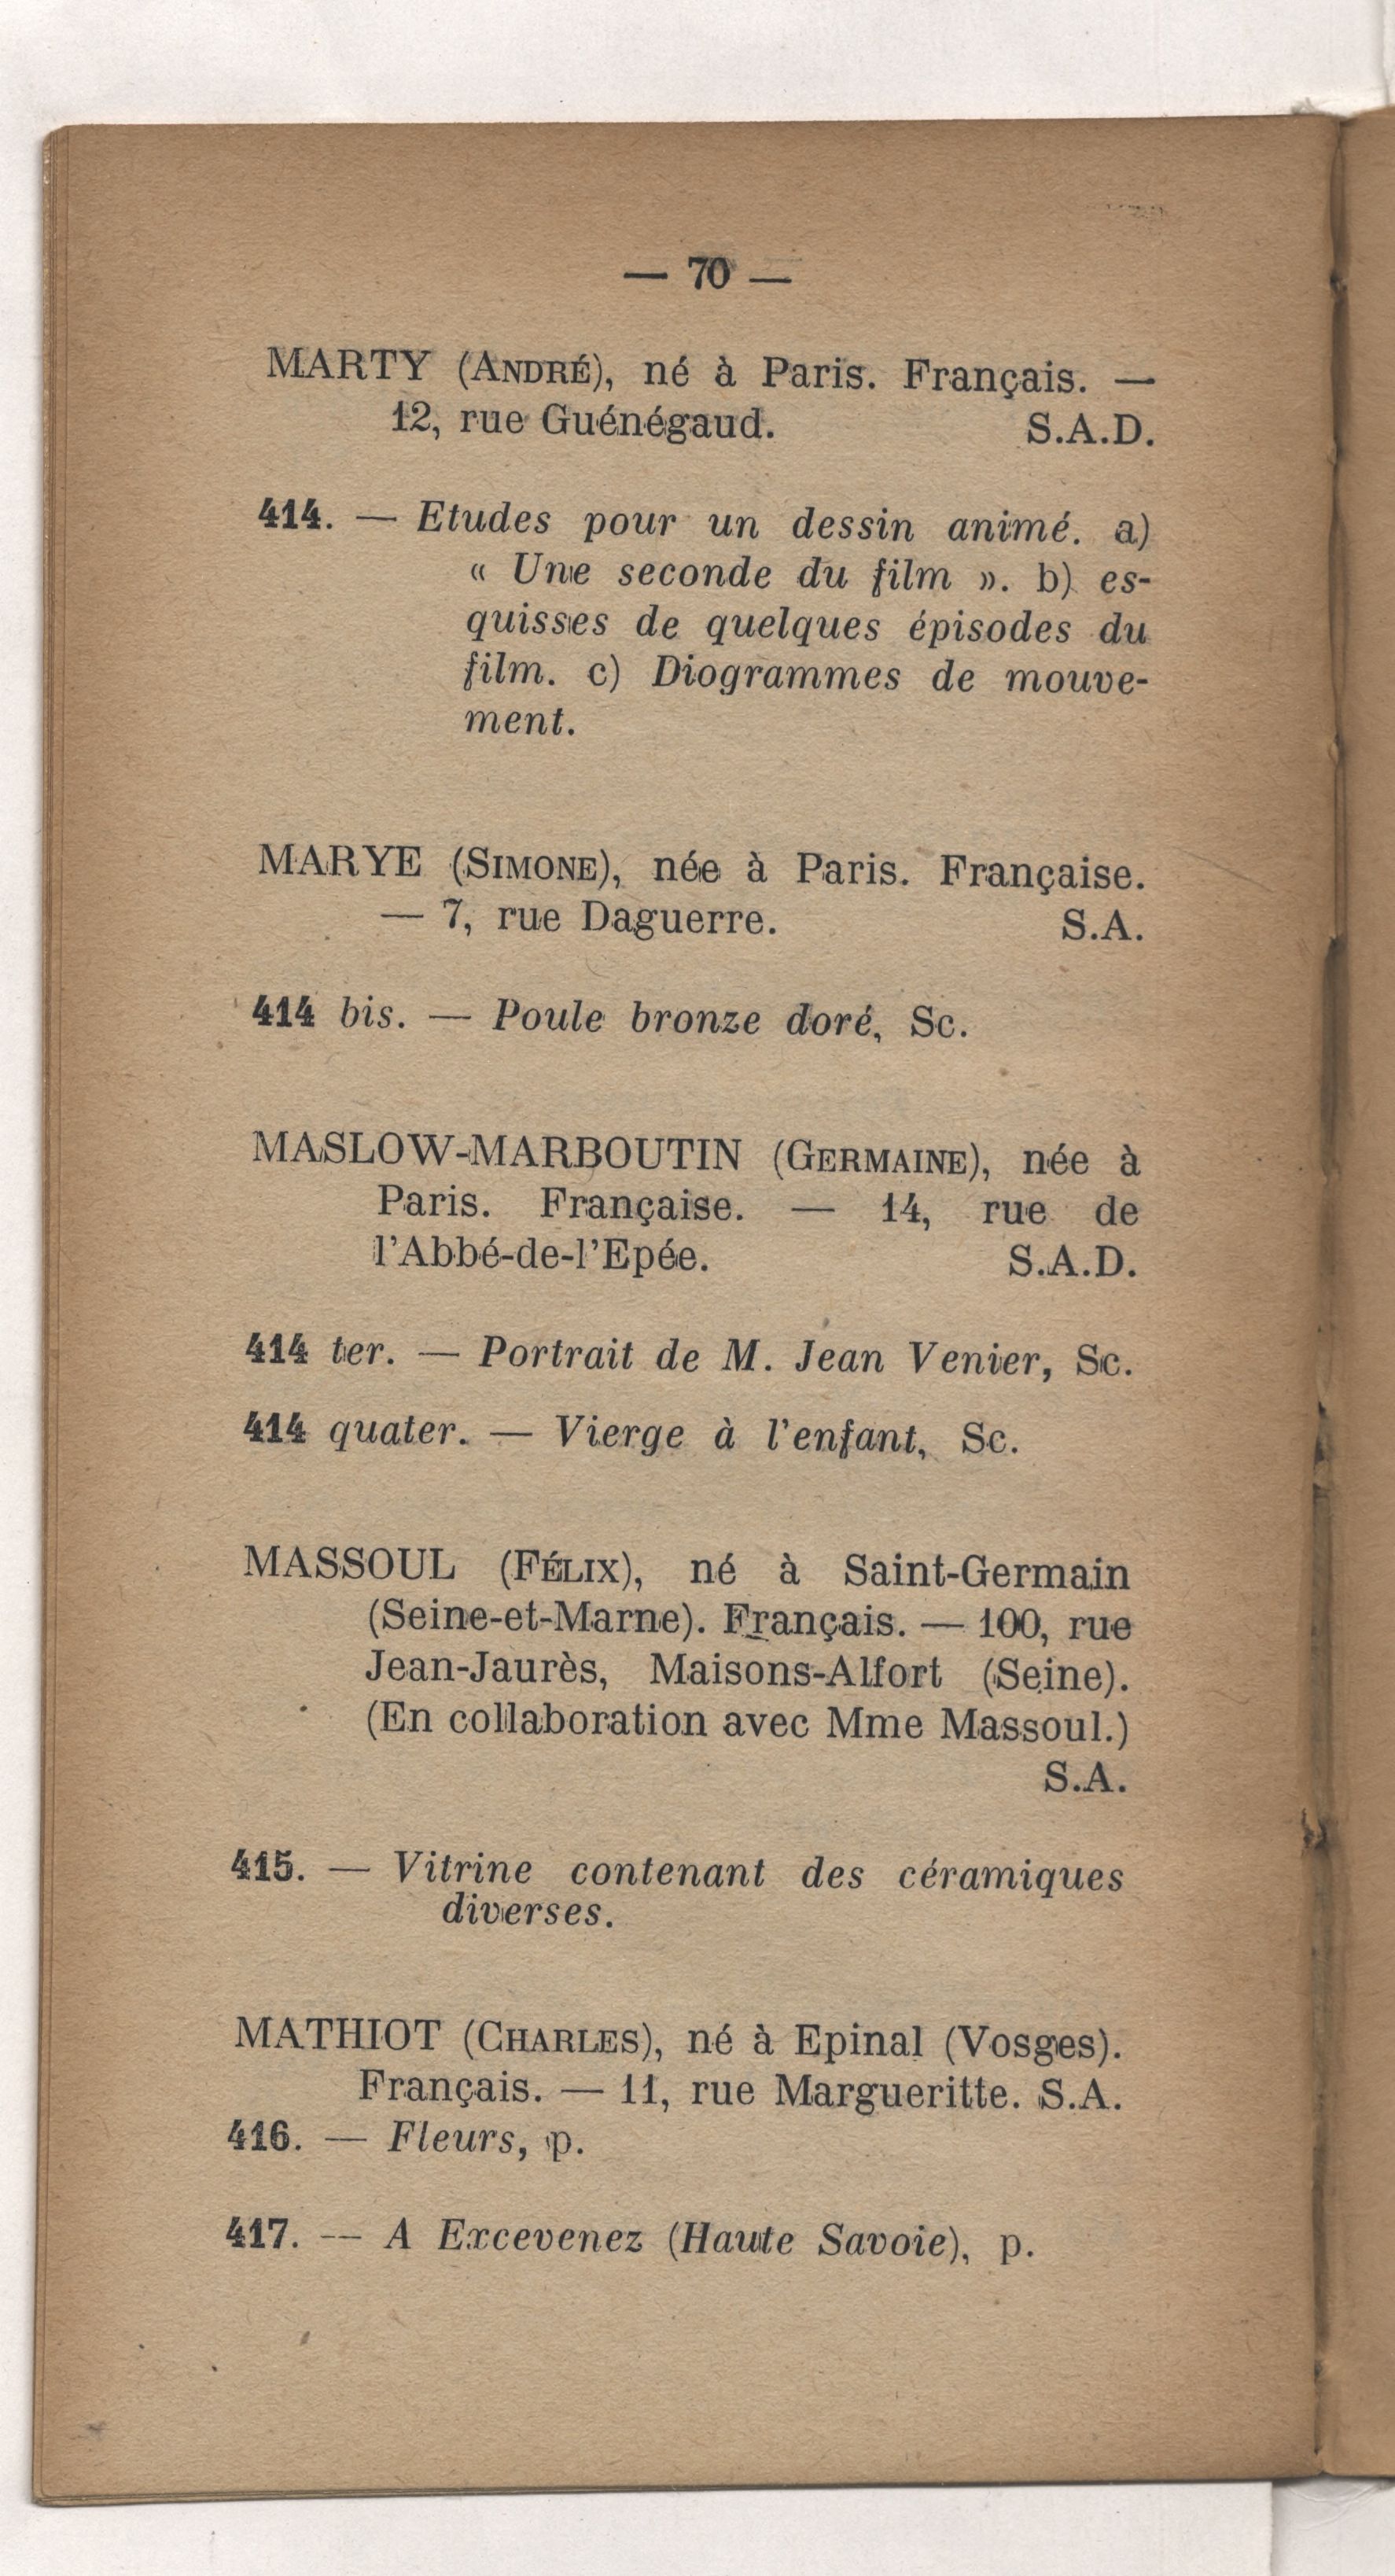 — 70 —
MARTY (ANDRÉ), né à Paris. Français. —
12, rue Guénégaud. S.A.D.
414. — Etudes pour un dessin animé. a)
« Une seconde du film ». b) es-
quisses de quelques épisodes du
film. c) Diogrammes de mouve-
ment.
MARYE (SIMONE), née à Paris. Française.
— 7, rue Daguerre. S.A.
414 bis. — Poule bronze doré, Sc.
MASLOW-MARBOUTIN (GERMAINE), née à
Paris. Française. — 14, rue de
l'Abbé-de-l'Epée. S.A.D.
414 ter. — Portrait de M. Jean Venier, Sc.
414 quater. — Vierge à l'enfant, Sc.
MASSOUL (FÉLIX), né à Saint-Germain
(Seine-et-Marne). Français. — 100, rue
Jean-Jaurès, Maisons-Alfort (Seine).
(En collaboration avec Mme Massoul.)
S.A.
415. — Vitrine contenant des céramiques
diverses.
MATHIOT (CHARLES), né à Epinal (Vosges).
Français. — 11, rue Margueritte. S.A.
416. — Fleurs, p.
417. — A Excevenez (Haute Savoie), p.